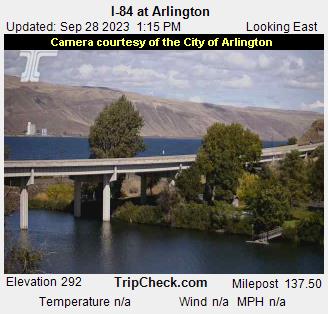 I-84 at Arlington
Updated: Sep 28 2023 1:15 PM Looking East
Camera courtesy of the City of Arlington
Elevation 292 TripCheck.com Milepost 137.50
Temperature n/a Wind n/a MPH n/a